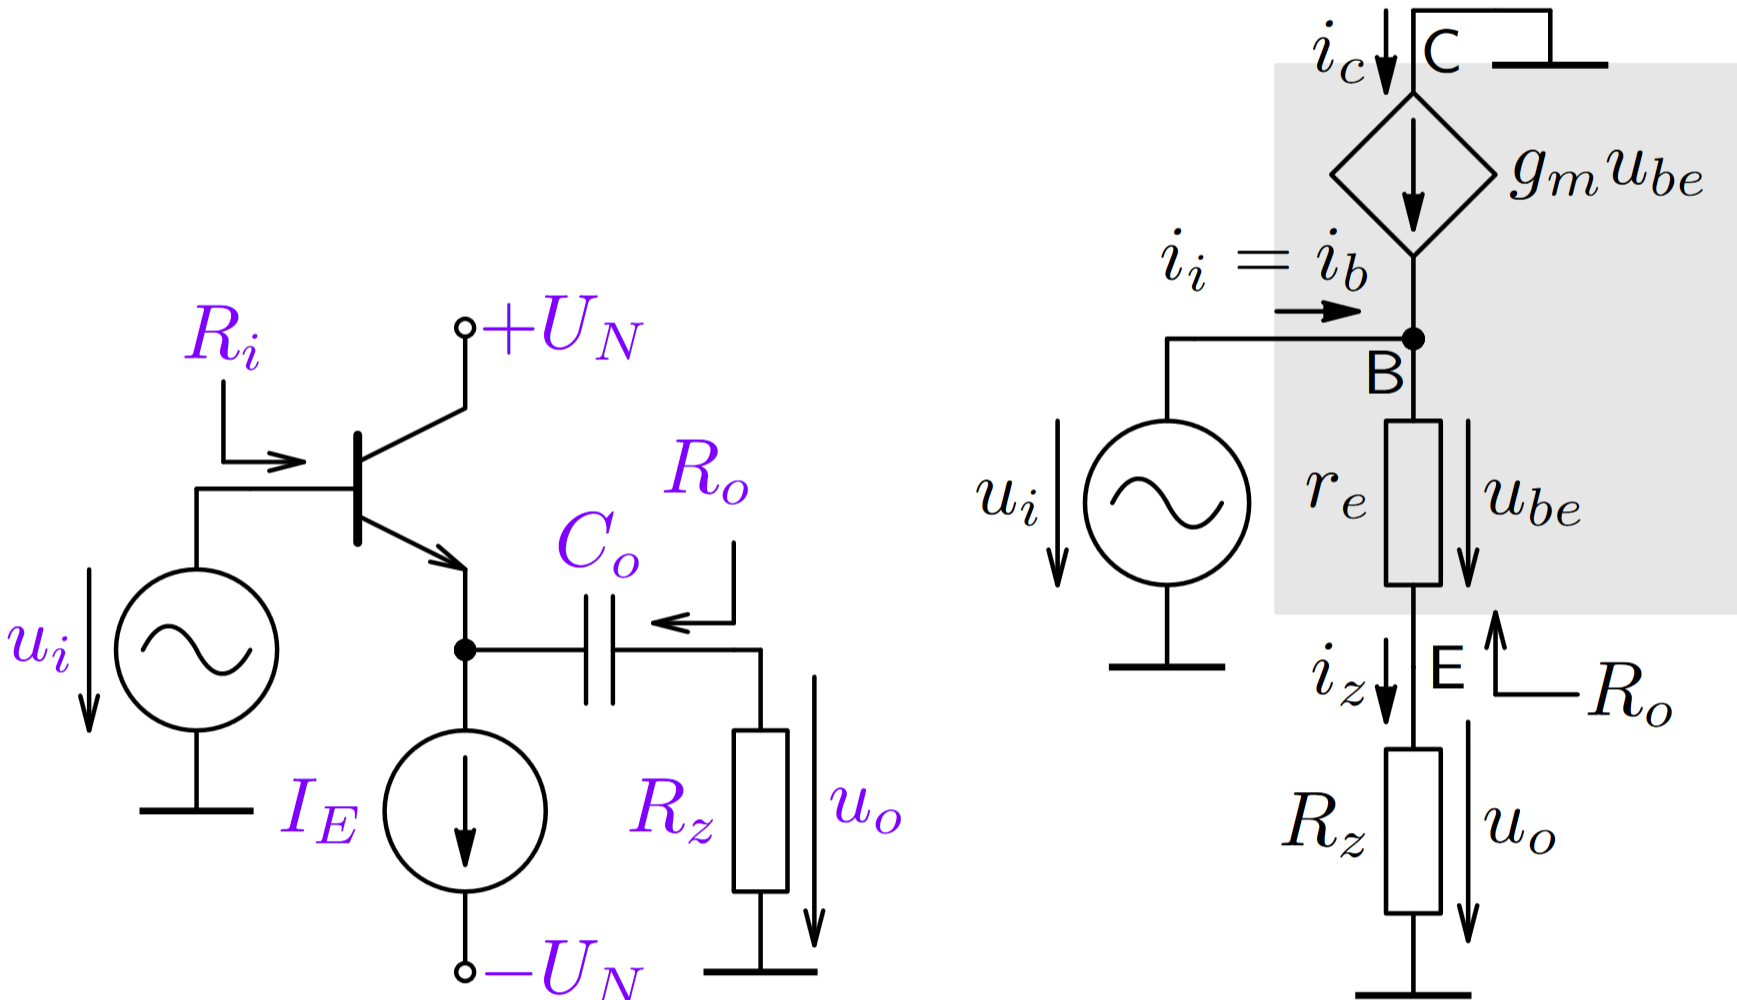 R_i
+U_N
R_o
C_o
u_i
I_E
R_z
u_o
−U_N
i_c
C
g_m u_{be}
i_i = i_b
B
u_i
r_e
u_{be}
i_z
E
R_o
R_z
u_o